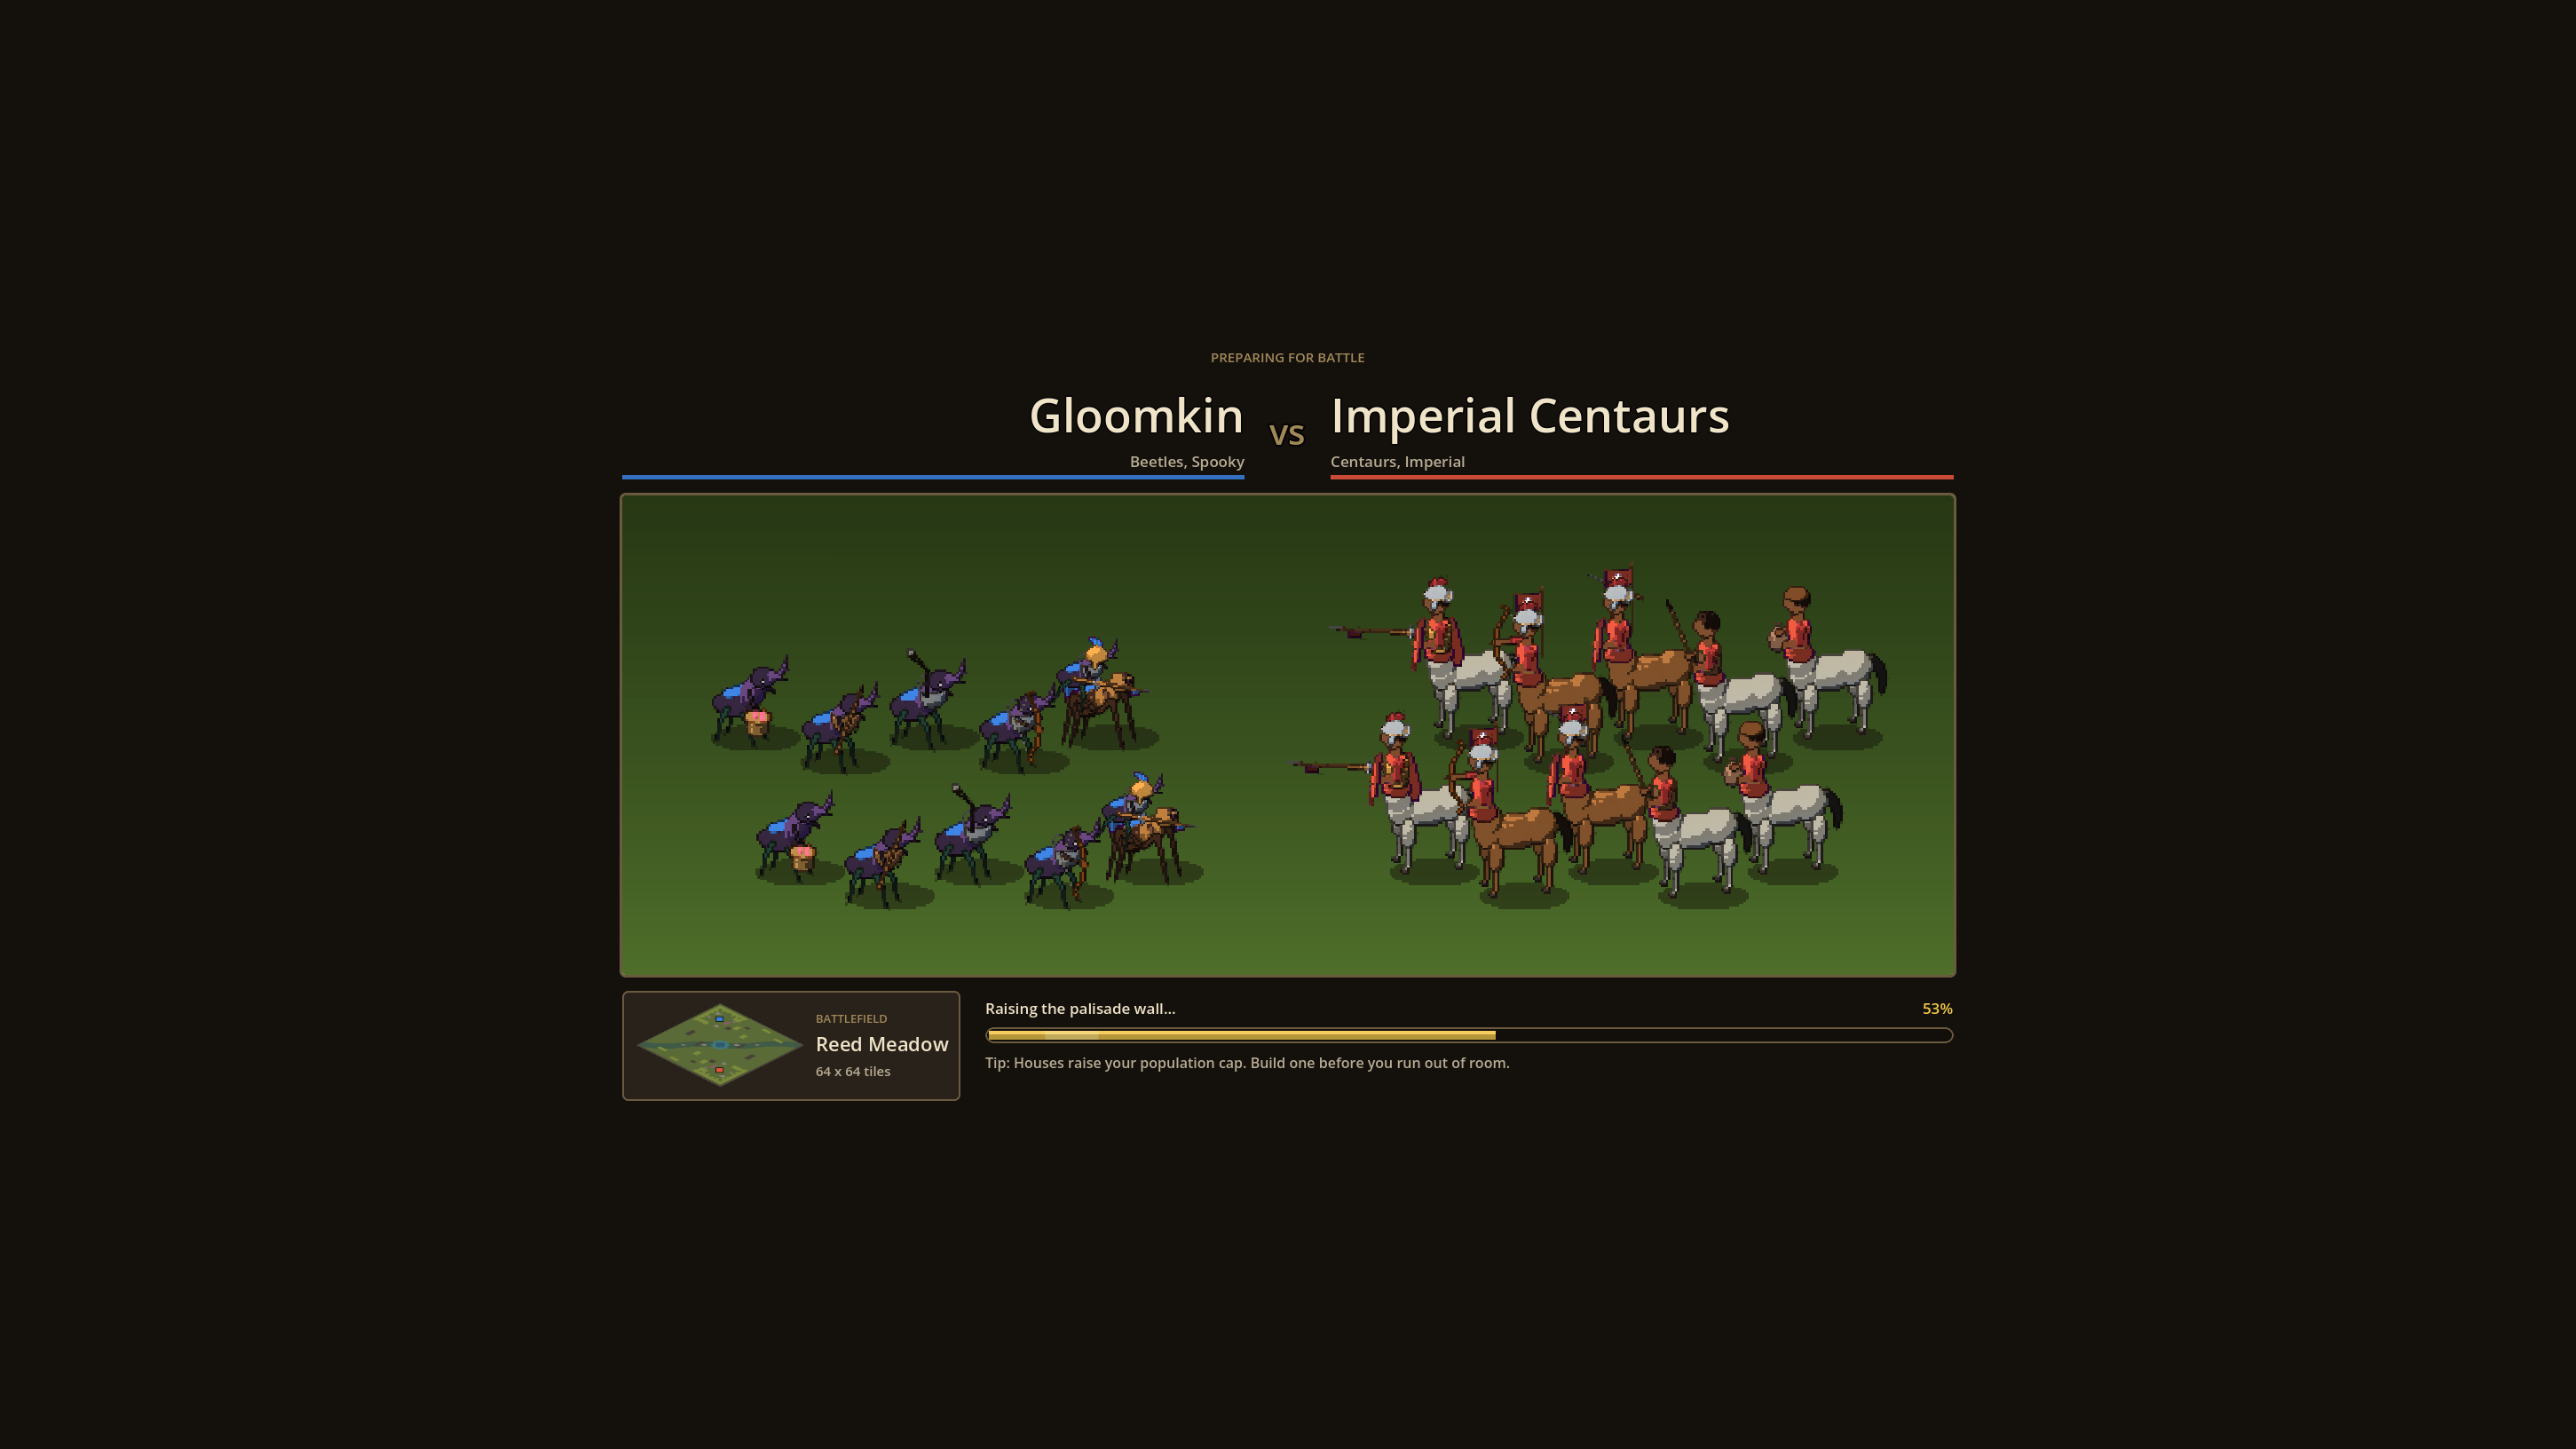 PREPARING FOR BATTLE
Gloomkin vs Imperial Centaurs
Beetles, Spooky
Centaurs, Imperial
BATTLEFIELD
Reed Meadow
64 x 64 tiles
Raising the palisade wall...
53%
Tip: Houses raise your population cap. Build one before you run out of room.